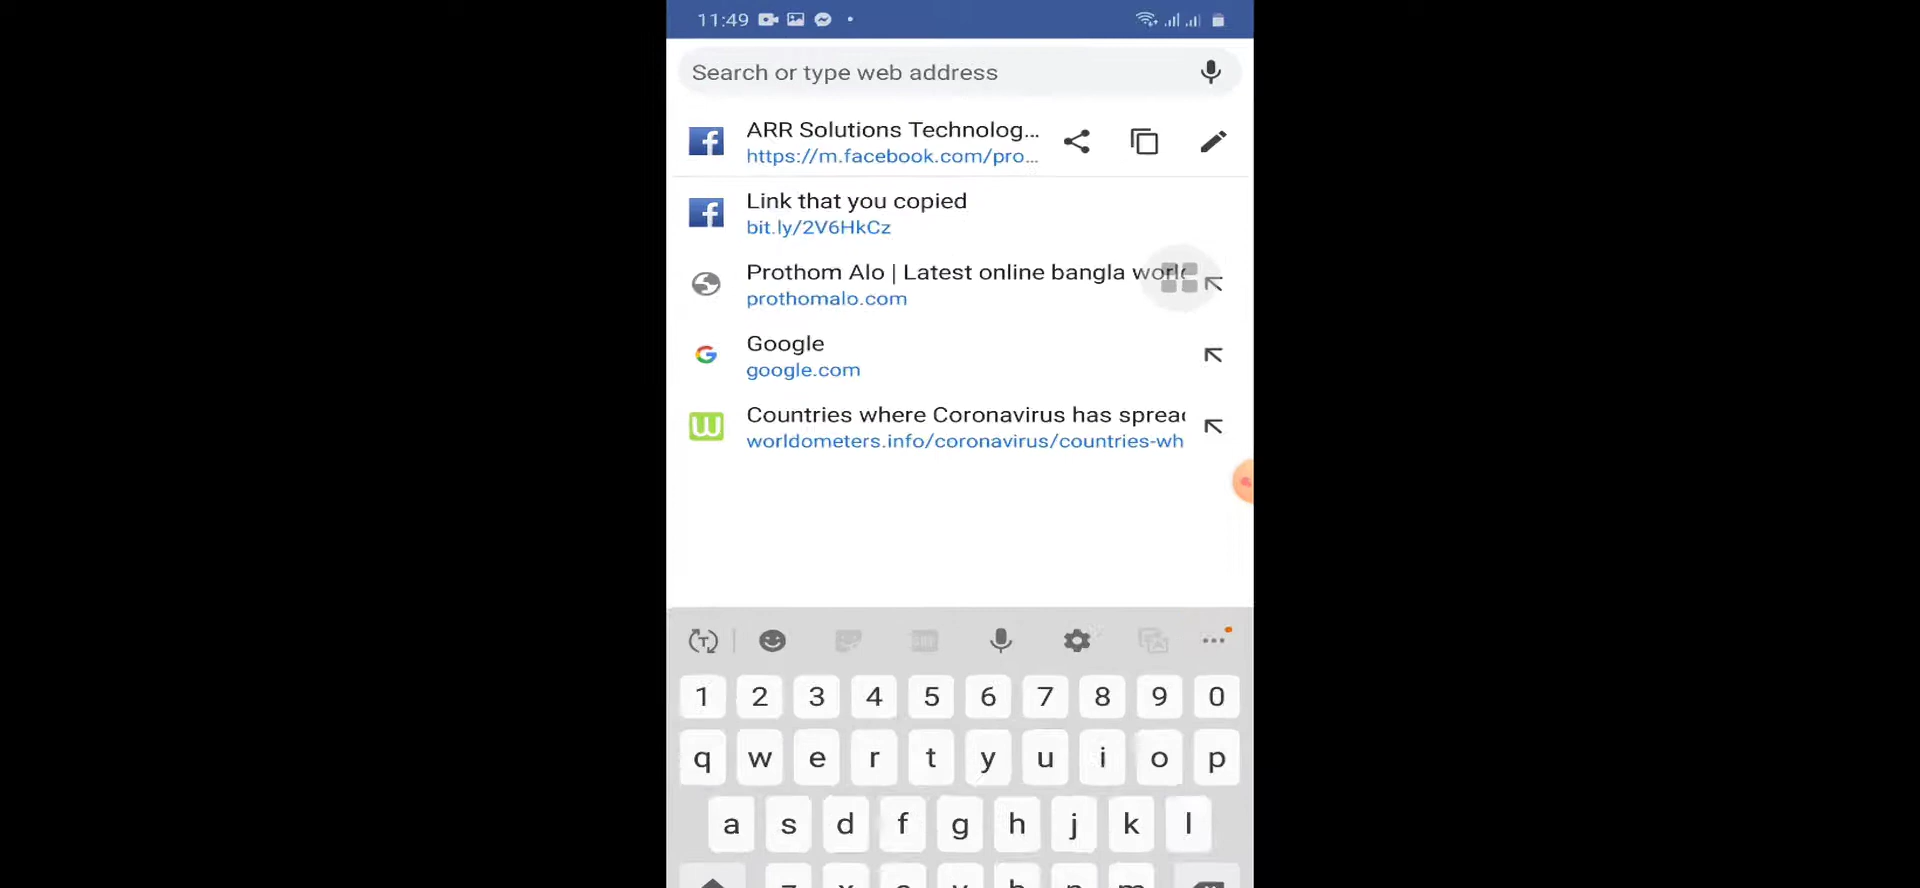 11:49
Search or type web address
ARR Solutions Technolog...
https://m.facebook.com/pro...
Link that you copied
bit.ly/2V6HkCz
Prothom Alo | Latest online bangla worl
prothomalo.com
Google
google.com
Countries where Coronavirus has sprea
worldometers.info/coronavirus/countries-wh
1 2 3 4 5 6 7 8 9 0
q w e r t y u i o p
a s d f g h j k l